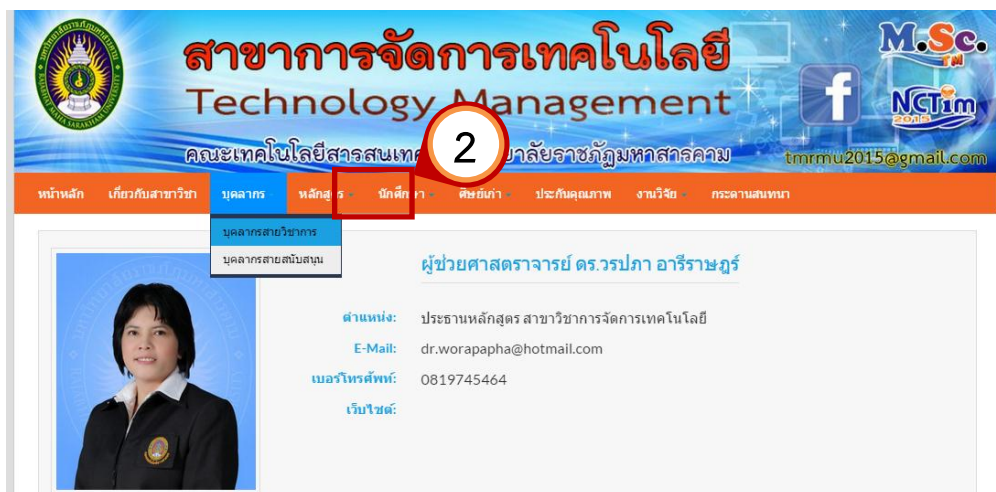 สาขาการจัดการเทคโนโลยี
M.Sc.
TM
Technology Management
f
NCTim
2015
2
tmrmu2015@gmail.com
หน้าหลัก เกี่ยวกับสาขาวิชา บุคลากร หลักสูตร นักศึกษา ศิษย์เก่า ประกันคุณภาพ งานวิจัย กระดานสนทนา
บุคลากรสายวิชาการ
บุคลากรสายสนับสนุน
ผู้ช่วยศาสตราจารย์ ดร.วรปภา อารีราษฎร์
ตำแหน่ง: ประธานหลักสูตร สาขาวิชาการจัดการเทคโนโลยี
E-Mail: dr.worapapha@hotmail.com
เบอร์โทรศัพท์: 0819745464
เว็บไซต์: